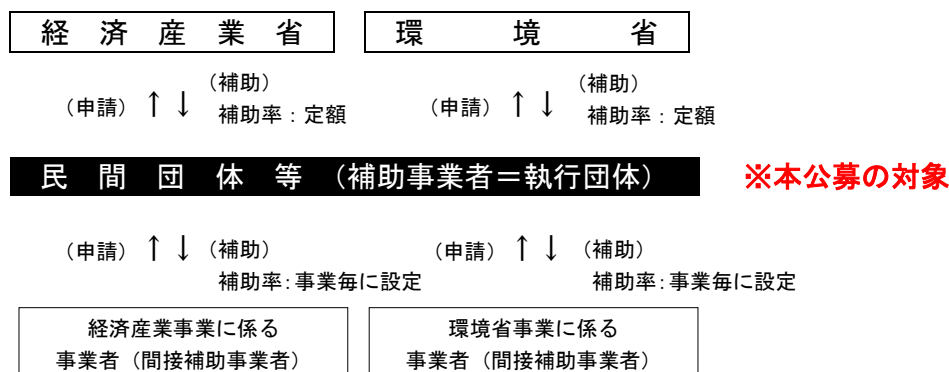 経済産業省 環境省
(補助) (補助)
(申請) ↑↓ 補助率:定額 (申請) ↑↓ 補助率:定額
民間団体等(補助事業者=執行団体) ※本公募の対象
(申請) ↑↓ (補助) (申請) ↑↓ (補助)
補助率:事業毎に設定 補助率:事業毎に設定
経済産業事業に係る 環境省事業に係る
事業者(間接補助事業者) 事業者(間接補助事業者)